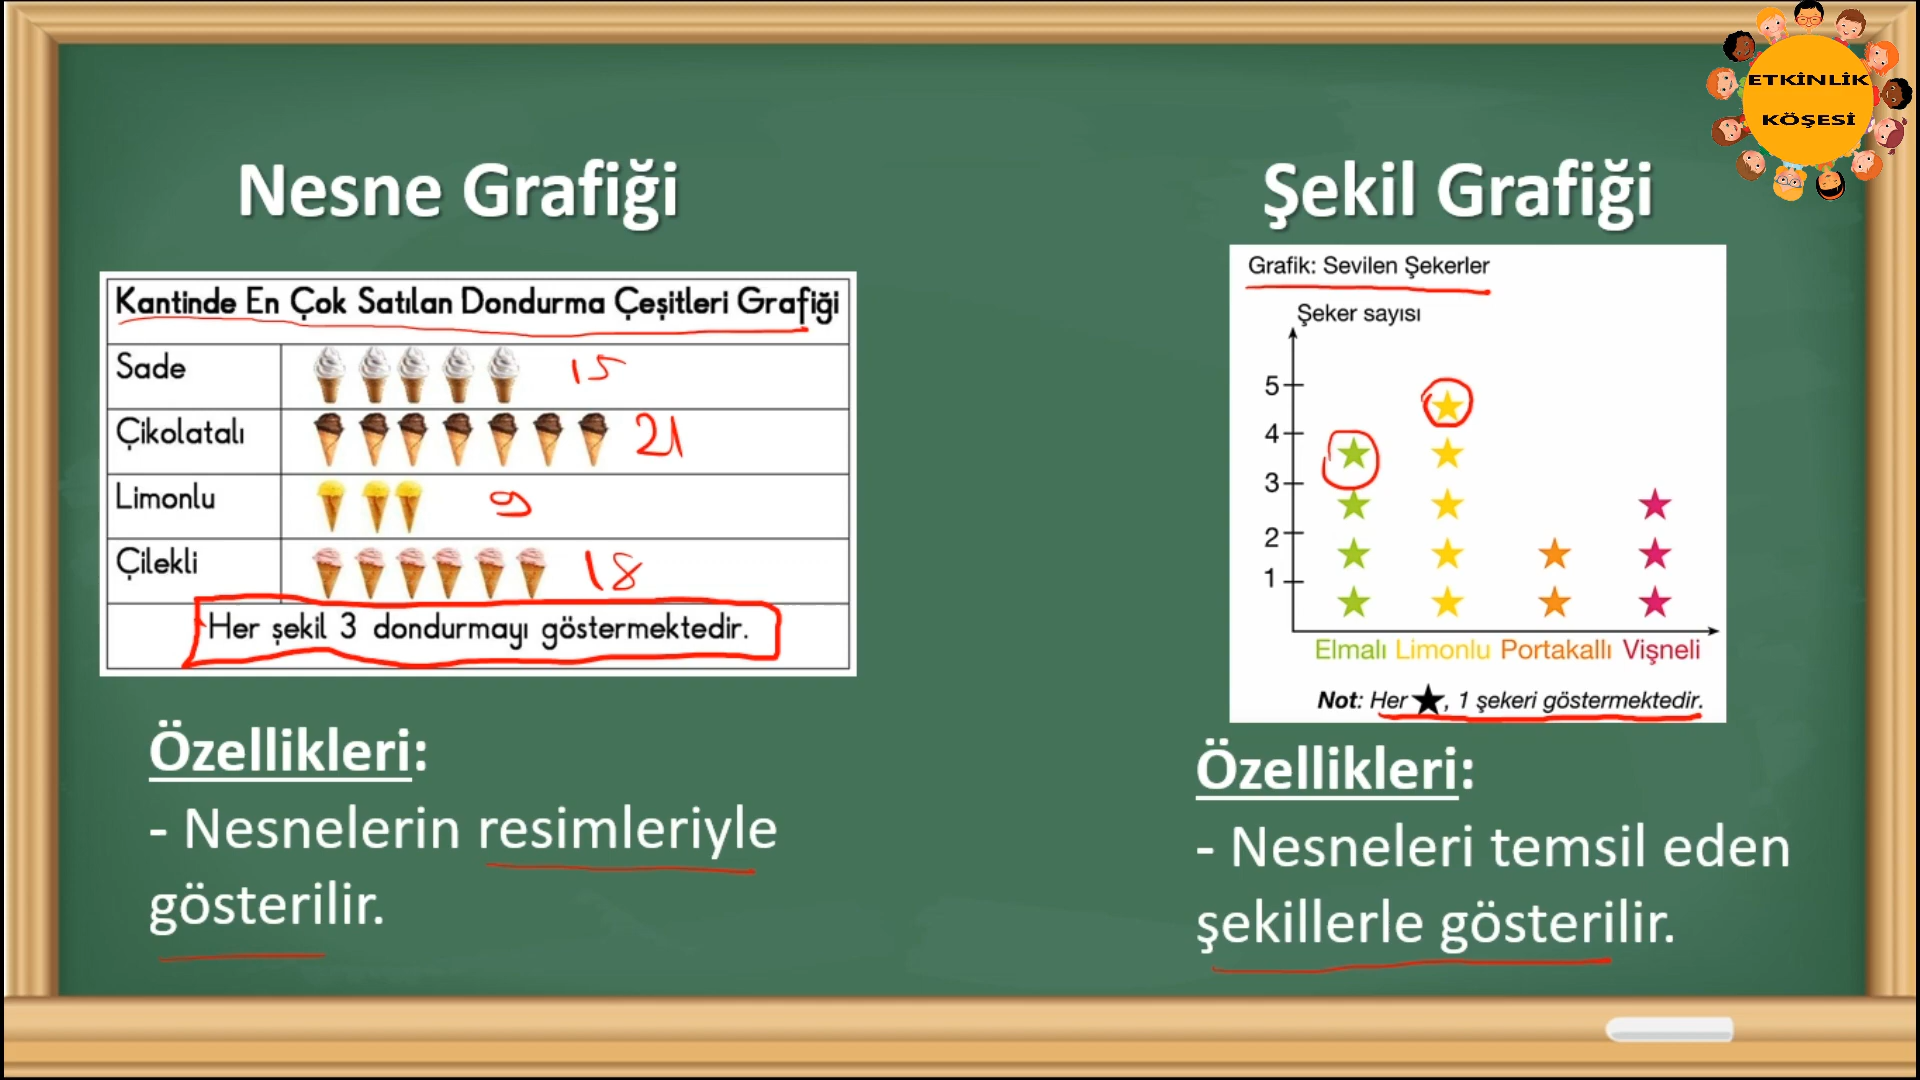 ETKİNLİK
KÖŞESİ
Nesne Grafiği
Kantinde En Çok Satılan Dondurma Çeşitleri Grafiği
Sade 15
Çikolatalı 21
Limonlu 9
Çilekli 18
Her şekil 3 dondurmayı göstermektedir.
Özellikleri:
- Nesnelerin resimleriyle
gösterilir.
Şekil Grafiği
Grafik: Sevilen Şekerler
Şeker sayısı
5
4
3
2
1
Elmalı Limonlu Portakallı Vişneli
Not: Her ★, 1 şekeri göstermektedir.
Özellikleri:
- Nesneleri temsil eden
şekillerle gösterilir.